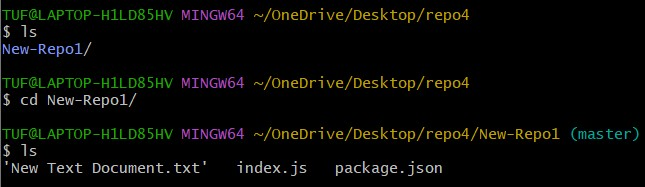 TUF@LAPTOP-H1LD85HV MINGW64 ~/OneDrive/Desktop/repo4
$ ls
New-Repo1/
TUF@LAPTOP-H1LD85HV MINGW64 ~/OneDrive/Desktop/repo4
$ cd New-Repo1/
TUF@LAPTOP-H1LD85HV MINGW64 ~/OneDrive/Desktop/repo4/New-Repo1 (master)
$ ls
'New Text Document.txt'   index.js   package.json